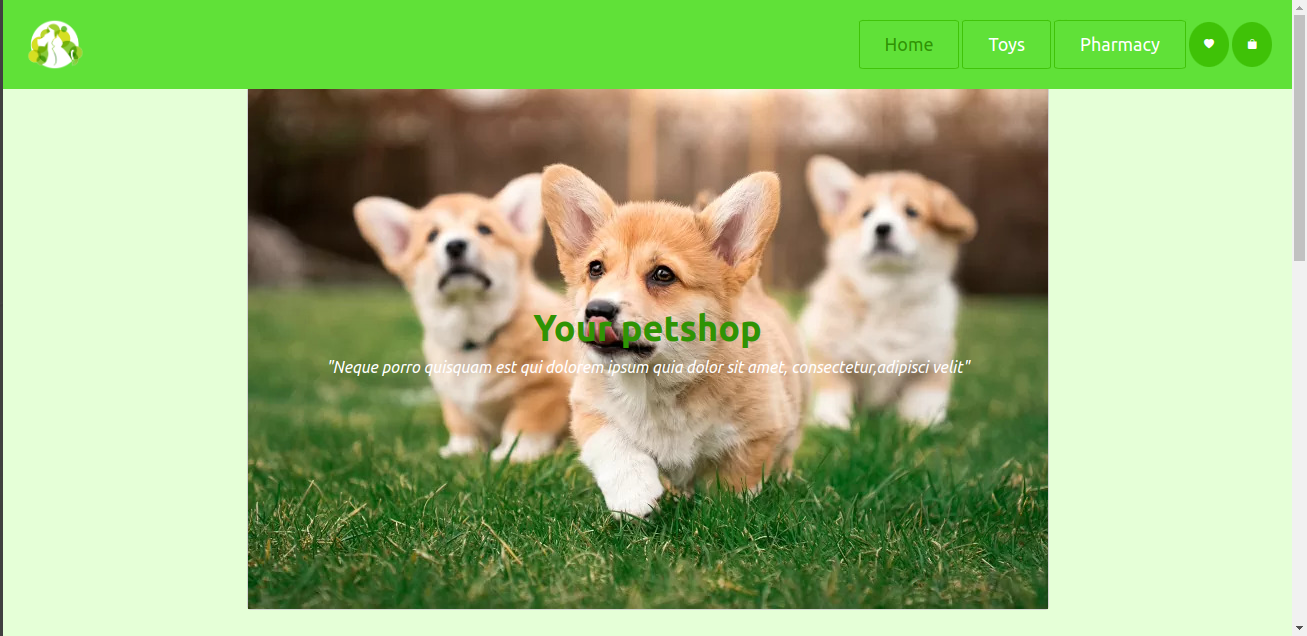 Home Toys Pharmacy
Your petshop
"Neque porro quisquam est qui dolorem ipsum quia dolor sit amet, consectetur,adipisci velit"